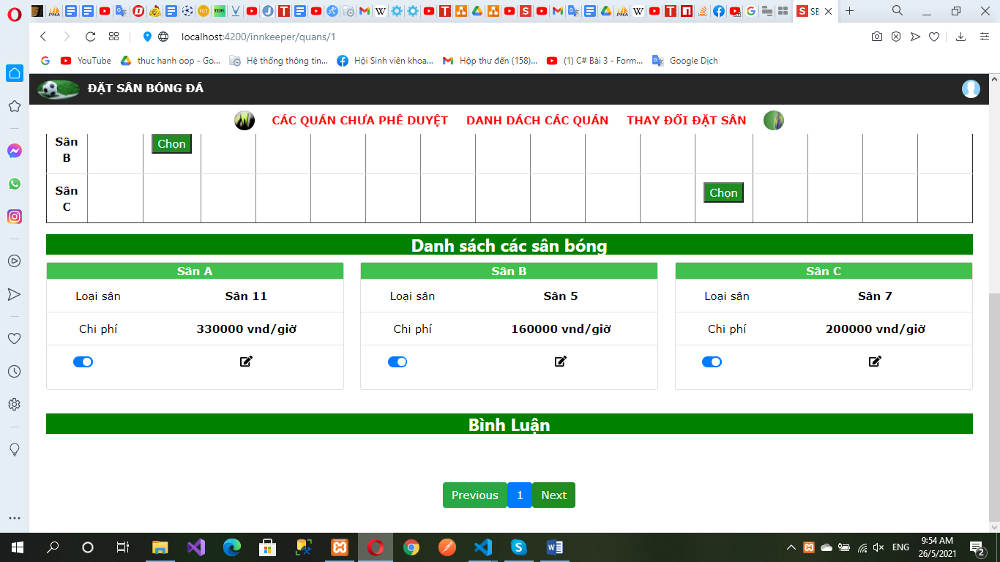 SE
localhost:4200/innkeeper/quans/1
YouTube
thuc hanh oop - Go...
Hệ thống thông tin...
Hội Sinh viên khoa...
Hộp thư đến (158)...
(1) C# Bài 3 - Form...
Google Dịch
ĐẶT SÂN BÓNG ĐÁ
CÁC QUÁN CHƯA PHÊ DUYỆT DANH DÁCH CÁC QUÁN THAY ĐỔI ĐẶT SÂN
Sân B
Chọn
Sân C
Chọn
Danh sách các sân bóng
Sân A
Loại sân Sân 11
Chi phí 330000 vnd/giờ
Sân B
Loại sân Sân 5
Chi phí 160000 vnd/giờ
Sân C
Loại sân Sân 7
Chi phí 200000 vnd/giờ
Bình Luận
Previous 1 Next
ENG
9:54 AM
26/5/2021
2